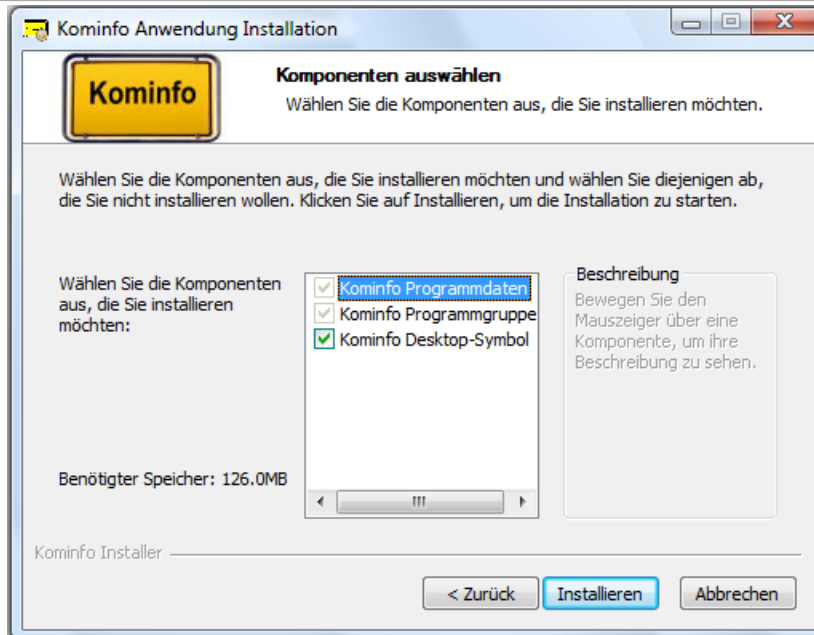 Kominfo Anwendung Installation
Kominfo
Komponenten auswählen
Wählen Sie die Komponenten aus, die Sie installieren möchten.
Wählen Sie die Komponenten aus, die Sie installieren möchten und wählen Sie diejenigen ab,
die Sie nicht installieren wollen. Klicken Sie auf Installieren, um die Installation zu starten.
Wählen Sie die Komponenten
aus, die Sie installieren
möchten:
Kominfo Programmdaten
Kominfo Programmgruppe
Kominfo Desktop-Symbol
Beschreibung
Bewegen Sie den
Mauszeiger über eine
Komponente, um ihre
Beschreibung zu sehen.
Benötigter Speicher: 126.0MB
Kominfo Installer
< Zurück
Installieren
Abbrechen